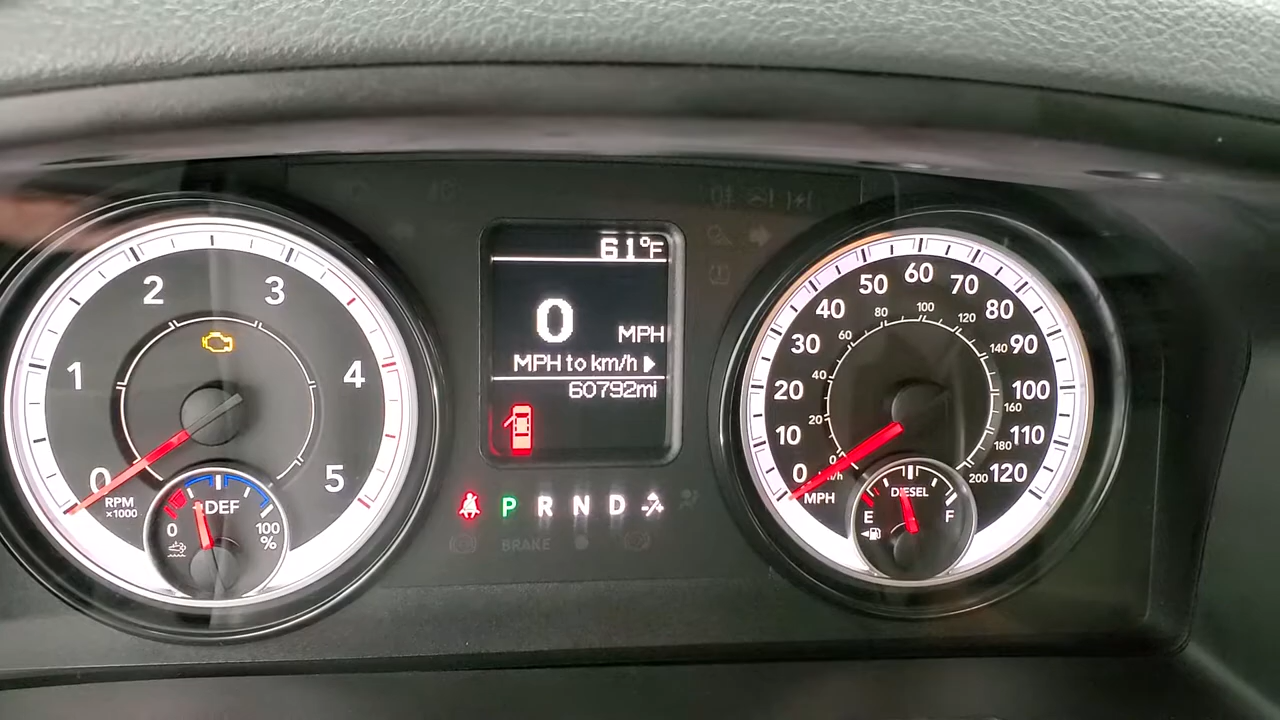 61°F
0 MPH
MPH to km/h
60792mi
P R N D
BRAKE
0 1 2 3 4 5
RPM
x1000
DEF
0 100
%
0 10 20 30 40 50 60 70 80 90 100 110 120
MPH
0 20 40 60 80 100 120 140 160 180 200
DIESEL
E F